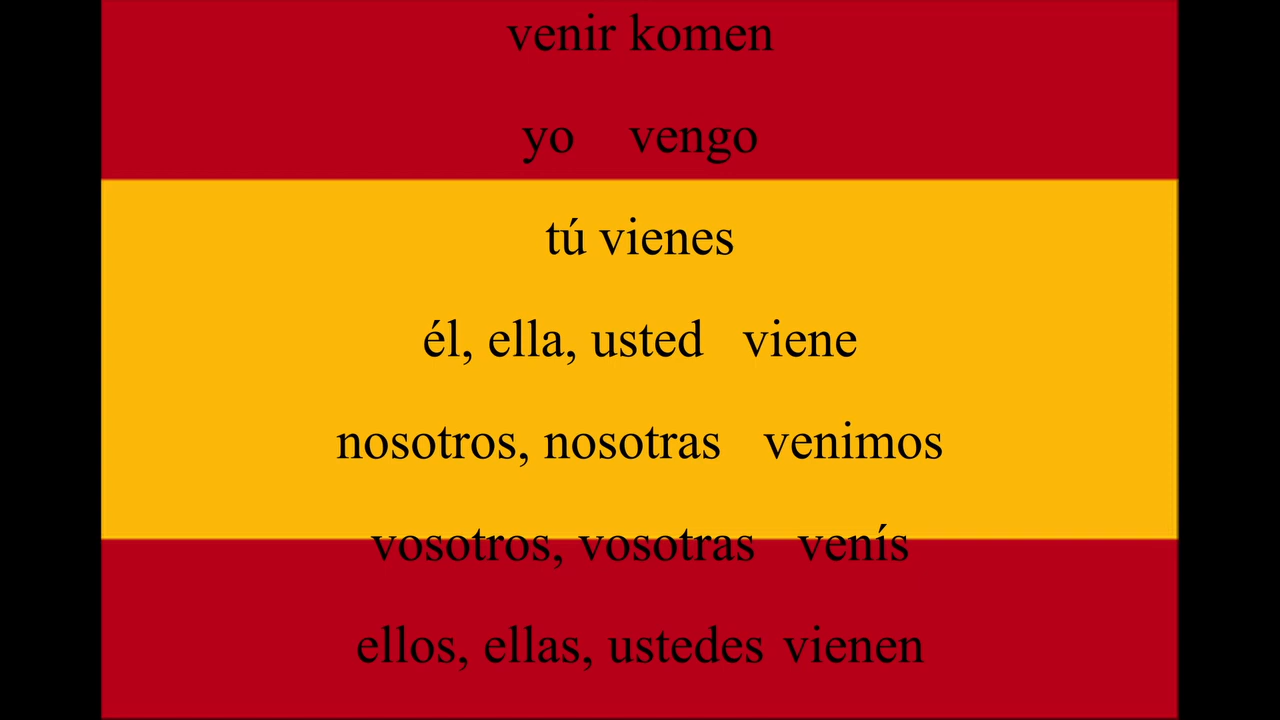 venir komen
yo vengo
tú vienes
él, ella, usted viene
nosotros, nosotras venimos
vosotros, vosotras venís
ellos, ellas, ustedes vienen